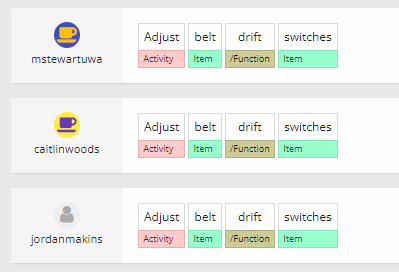 Adjust belt drift switches
Activity Item /Function Item
mstewartuwa
Adjust belt drift switches
Activity Item /Function Item
caitlinwoods
Adjust belt drift switches
Activity Item /Function Item
jordanmakins